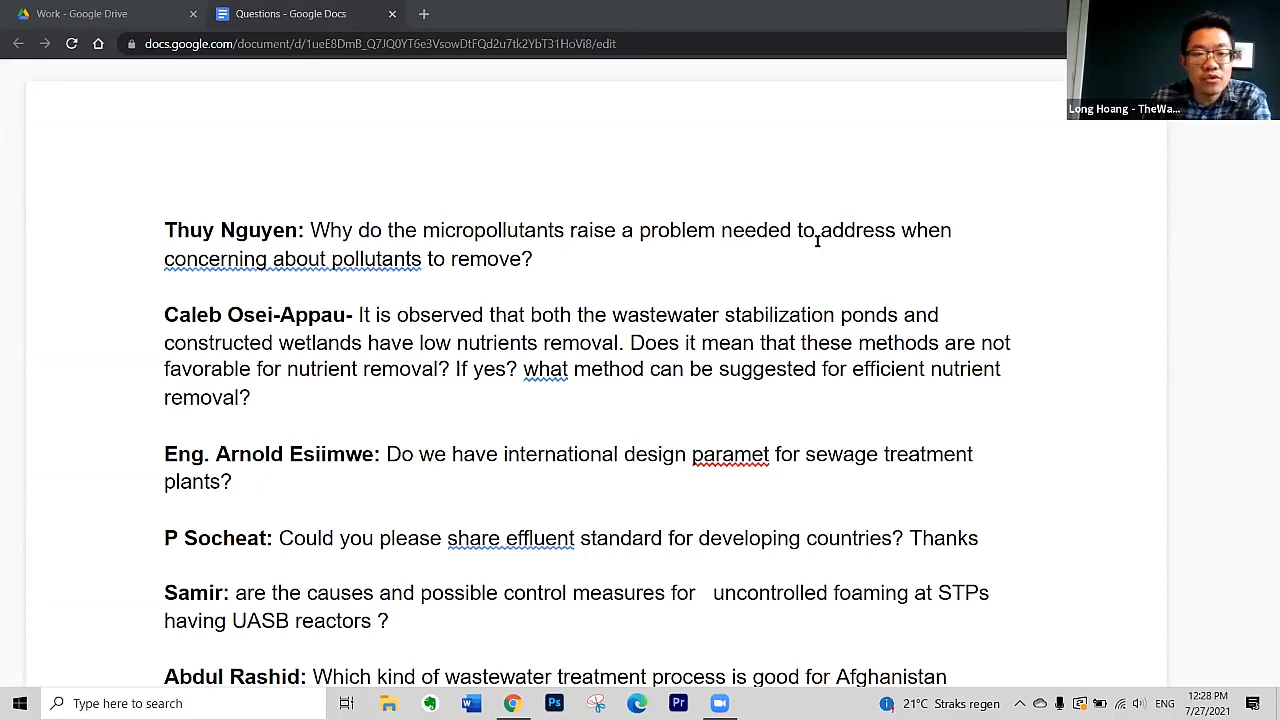 Work - Google Drive
Questions - Google Docs
docs.google.com/document/d/1ueE8DmB_Q7JQ0YT6e3VsowDtFQd2u7tk2YbT31HoVi8/edit
Long Hoang - TheWa...
Thuy Nguyen: Why do the micropollutants raise a problem needed to address when
concerning about pollutants to remove?
Caleb Osei-Appau- It is observed that both the wastewater stabilization ponds and
constructed wetlands have low nutrients removal. Does it mean that these methods are not
favorable for nutrient removal? If yes? what method can be suggested for efficient nutrient
removal?
Eng. Arnold Esiimwe: Do we have international design paramet for sewage treatment
plants?
P Socheat: Could you please share effluent standard for developing countries? Thanks
Samir: are the causes and possible control measures for uncontrolled foaming at STPs
having UASB reactors ?
Abdul Rashid: Which kind of wastewater treatment process is good for Afghanistan
Type here to search
21°C Straks regen
ENG
12:28 PM
7/27/2021